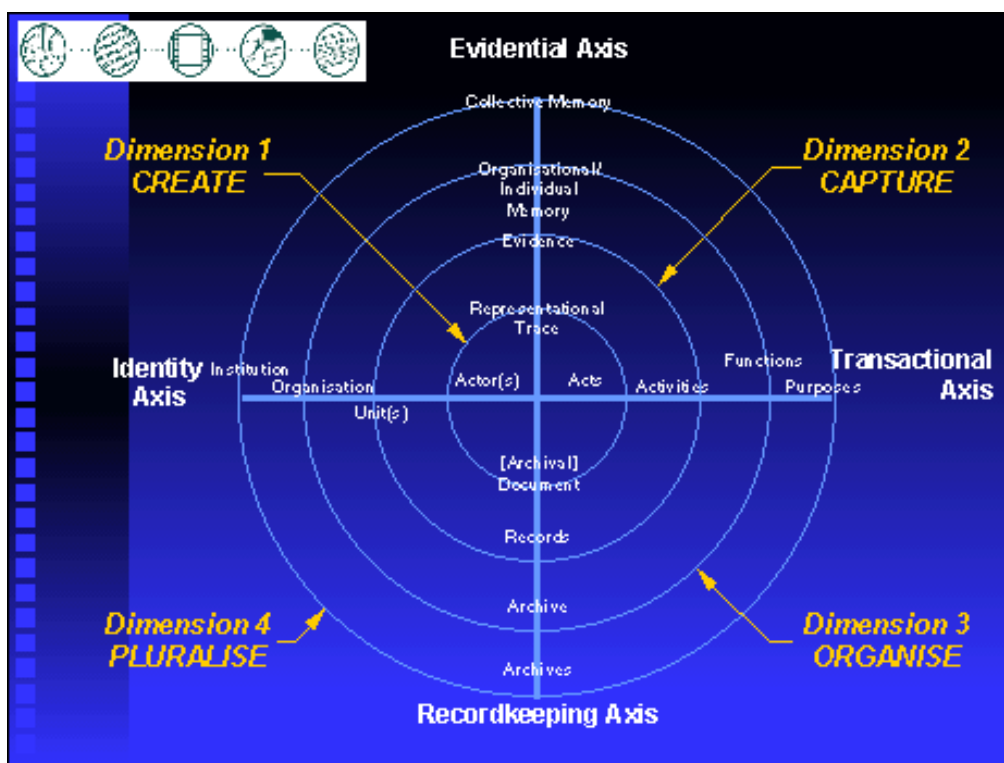 Evidential Axis
Collective Memory
Dimension 1
CREATE
Dimension 2
CAPTURE
Organisational/
Individual
Memory
Evidence
Representational
Trace
Identity
Axis
Institution
Organisation
Unit(s)
Actor(s)
Acts
Activities
Functions
Purposes
Transactional
Axis
[Archival]
Document
Records
Archive
Archives
Dimension 4
PLURALISE
Dimension 3
ORGANISE
Recordkeeping Axis